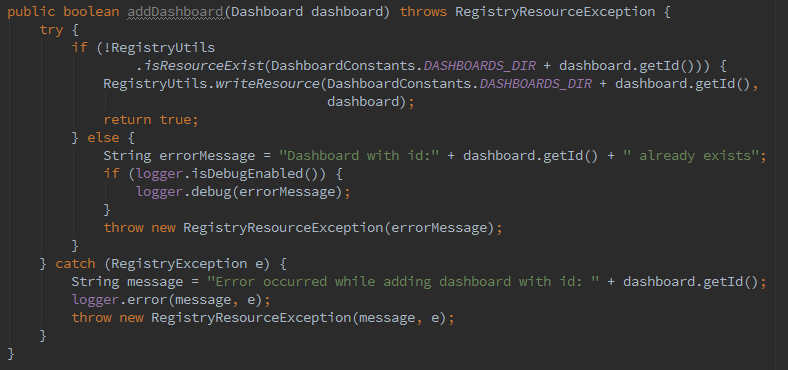 public boolean addDashboard(Dashboard dashboard) throws RegistryResourceException {
    try {
        if (!RegistryUtils
                .isResourceExist(DashboardConstants.DASHBOARDS_DIR + dashboard.getId())) {
            RegistryUtils.writeResource(DashboardConstants.DASHBOARDS_DIR + dashboard.getId(),
                                        dashboard);
            return true;
        } else {
            String errorMessage = "Dashboard with id:" + dashboard.getId() + " already exists";
            if (logger.isDebugEnabled()) {
                logger.debug(errorMessage);
            }
            throw new RegistryResourceException(errorMessage);
        }
    } catch (RegistryException e) {
        String message = "Error occurred while adding dashboard with id: " + dashboard.getId();
        logger.error(message, e);
        throw new RegistryResourceException(message, e);
    }
}